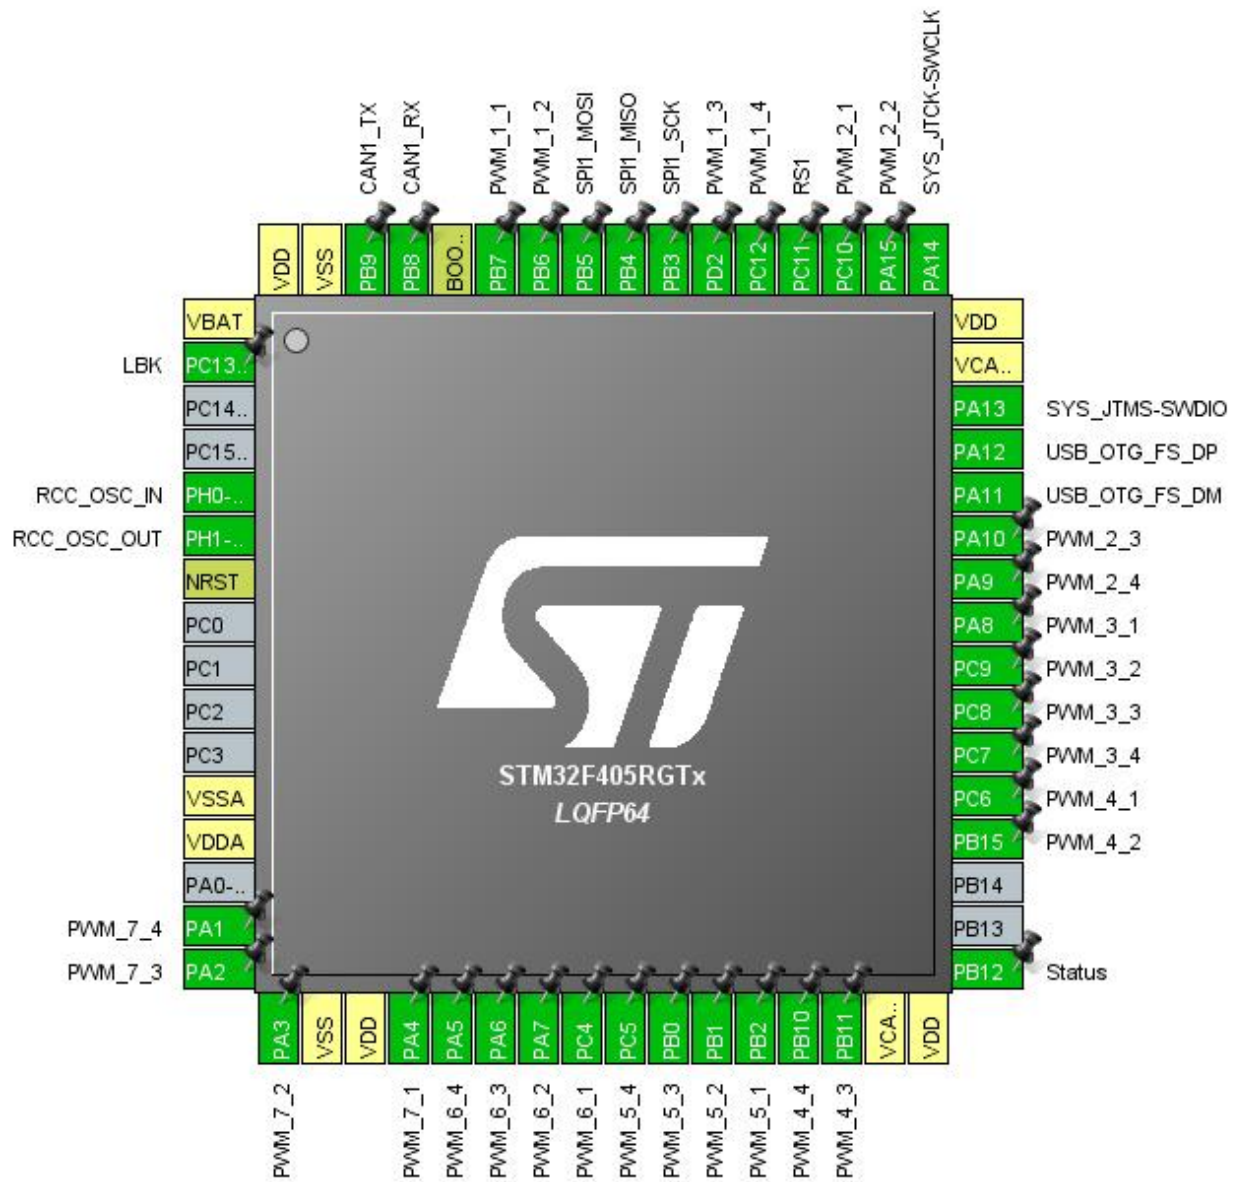 CAN1_TX
CAN1_RX
PWM_1_1
PWM_1_2
SPI1_MOSI
SPI1_MISO
SPI1_SCK
PWM_1_3
PWM_1_4
RS1
PWM_2_1
PWM_2_2
SYS_JTCK-SWCLK
VDD
VSS
PB9
PB8
BOO..
PB7
PB6
PB5
PB4
PB3
PD2
PC12
PC11
PC10
PA15
PA14
VBAT
LBK PC13..
PC14..
PC15..
RCC_OSC_IN PH0-..
RCC_OSC_OUT PH1-..
NRST
PC0
PC1
PC2
PC3
VSSA
VDDA
PA0-..
PWM_7_4 PA1
PWM_7_3 PA2
ST
STM32F405RGTx
LQFP64
VDD
VCA..
PA13 SYS_JTMS-SWDIO
PA12 USB_OTG_FS_DP
PA11 USB_OTG_FS_DM
PA10 PWM_2_3
PA9 PWM_2_4
PA8 PWM_3_1
PC9 PWM_3_2
PC8 PWM_3_3
PC7 PWM_3_4
PC6 PWM_4_1
PB15 PWM_4_2
PB14
PB13
PB12 Status
PA3
VSS
VDD
PA4
PA5
PA6
PA7
PC4
PC5
PB0
PB1
PB2
PB10
PB11
VCA..
VDD
PWM_7_2
PWM_7_1
PWM_6_4
PWM_6_3
PWM_6_2
PWM_6_1
PWM_5_4
PWM_5_3
PWM_5_2
PWM_5_1
PWM_4_4
PWM_4_3